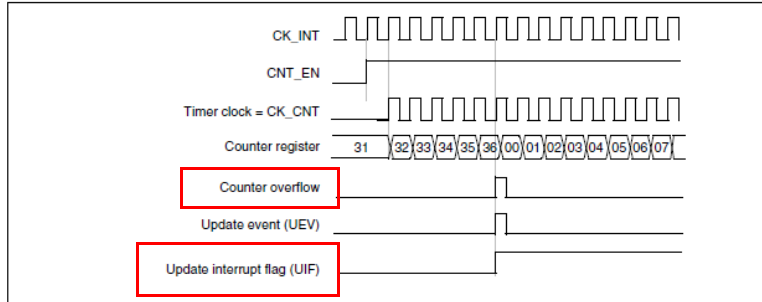 CK_INT
CNT_EN
Timer clock = CK_CNT
Counter register 31 32 33 34 35 36 00 01 02 03 04 05 06 07
Counter overflow
Update event (UEV)
Update interrupt flag (UIF)